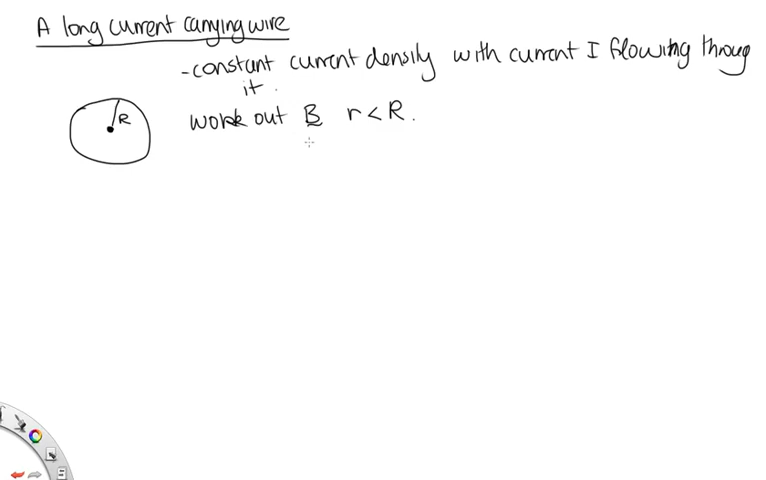 A long current carrying wire
-constant current density with current I flowing throug
it.
R
work out B r < R.